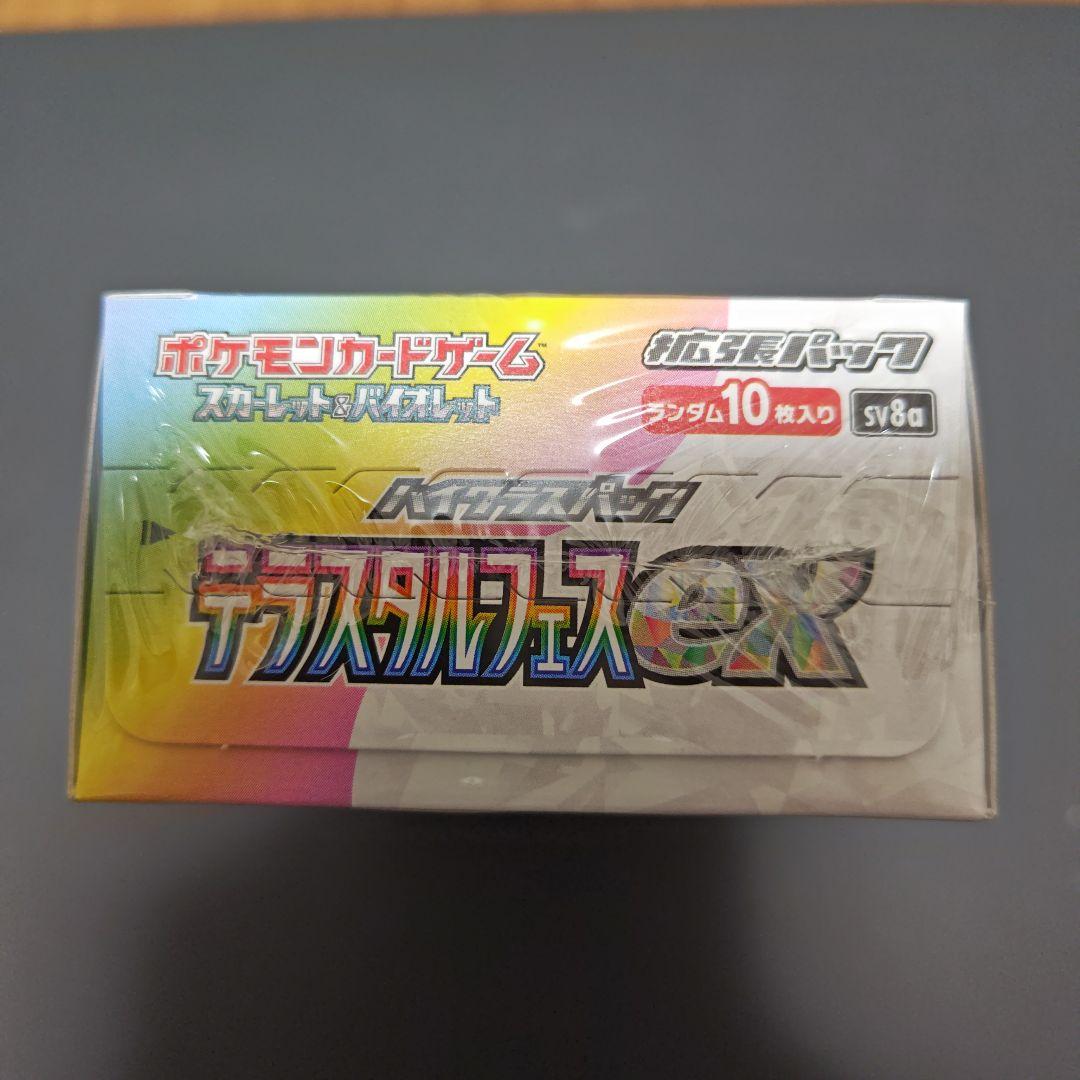 ポケモンカードゲーム™
スカーレット&バイオレット
拡張パック
ランダム10枚入り
sv8a
ハイクラスパック
テラスタルフェスex